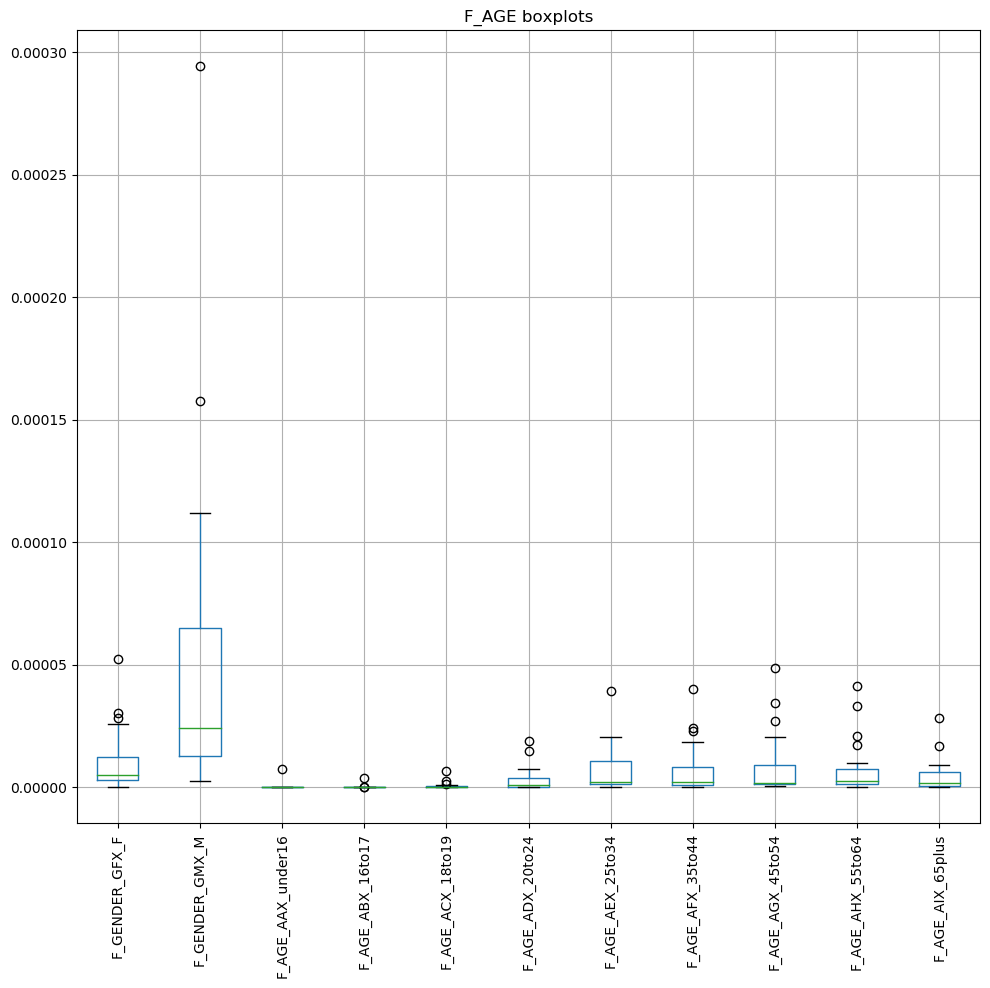 F_AGE boxplots
0.00030
0.00025
0.00020
0.00015
0.00010
0.00005
0.00000
F_GENDER_GFX_F
F_GENDER_GMX_M
F_AGE_AAX_under16
F_AGE_ABX_16to17
F_AGE_ACX_18to19
F_AGE_ADX_20to24
F_AGE_AEX_25to34
F_AGE_AFX_35to44
F_AGE_AGX_45to54
F_AGE_AHX_55to64
F_AGE_AIX_65plus